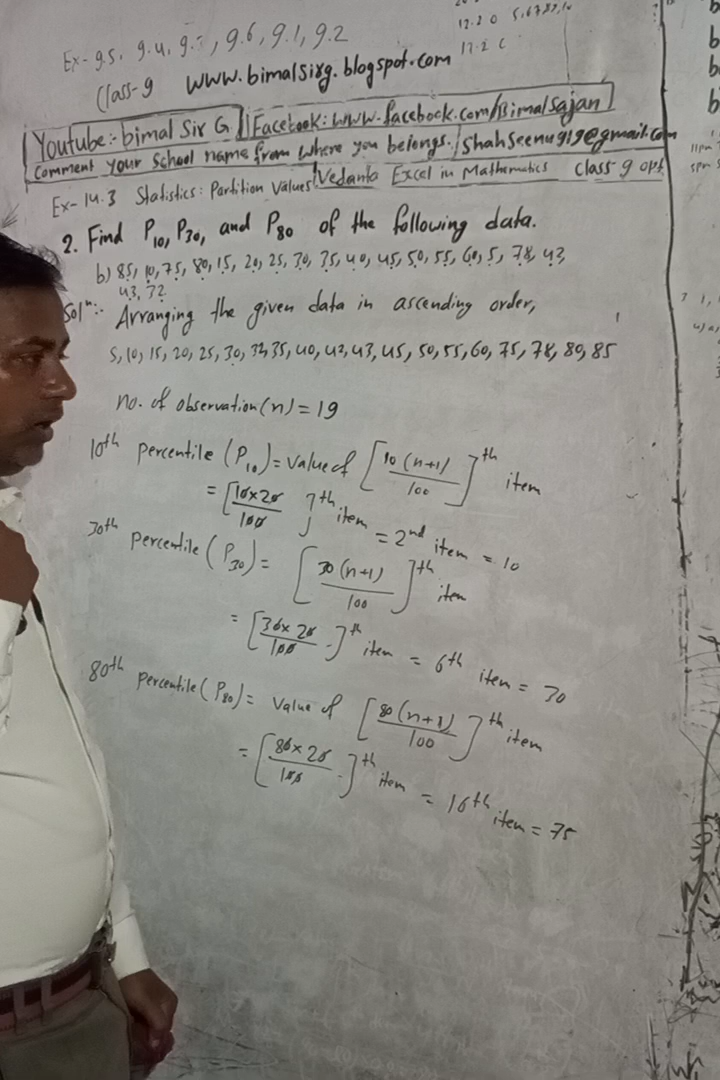 Ex- 9.5, 9.4, 9. , 9.6, 9.1, 9.2
Class-9 www.bimalsirg.blogspot.com
Youtube:- bimal Sir G || Facebook: www.facebook.com/Bimalsajan
Comment your School name from where you belongs. / shahseenu919@gmail.com
Ex- 14.3 Statistics: Partition Values / Vedanta Excel in Mathematics class 9 opt
2. Find P10, P30, and P80 of the following data.
b) 85, 10, 75, 80, 15, 20, 25, 30, 35, 40, 45, 50, 55, 60, 5, 78, 42,
43, 32
Solⁿ:- Arranging the given data in ascending order,
5, 10, 15, 20, 25, 30, 32, 35, 40, 42, 43, 45, 50, 55, 60, 75, 78, 80, 85
no. of observation (n) = 19
10th percentile (P10) = value of [10(n+1)/100]th item
= [10×20/100]th item = 2nd item = 10
30th percentile (P30) = [30(n+1)/100]th item
= [30×20/100]th item = 6th item = 30
80th percentile (P80) = value of [80(n+1)/100]th item
= [80×20/100]th item = 16th item = 75